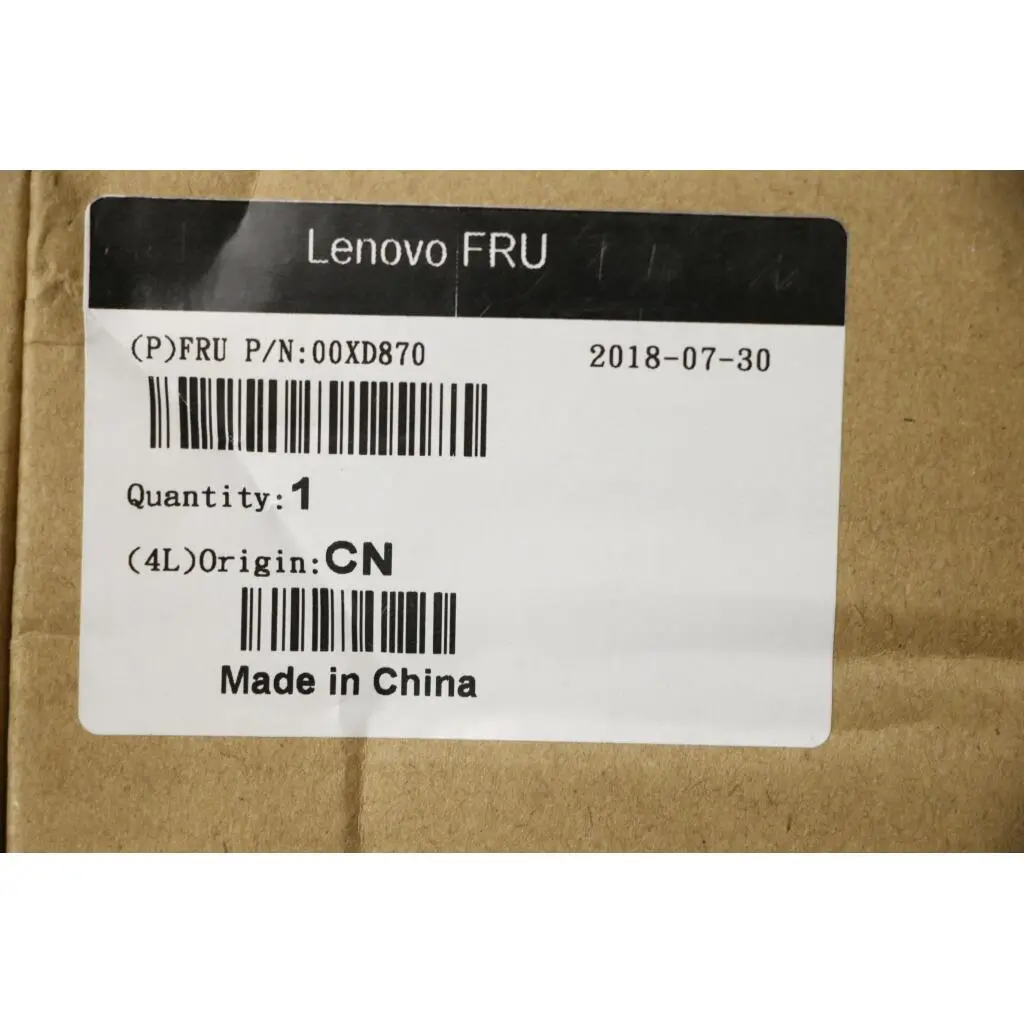 Lenovo FRU
(P)FRU P/N:00XD870 2018-07-30
Quantity:1
(4L)Origin:CN
Made in China